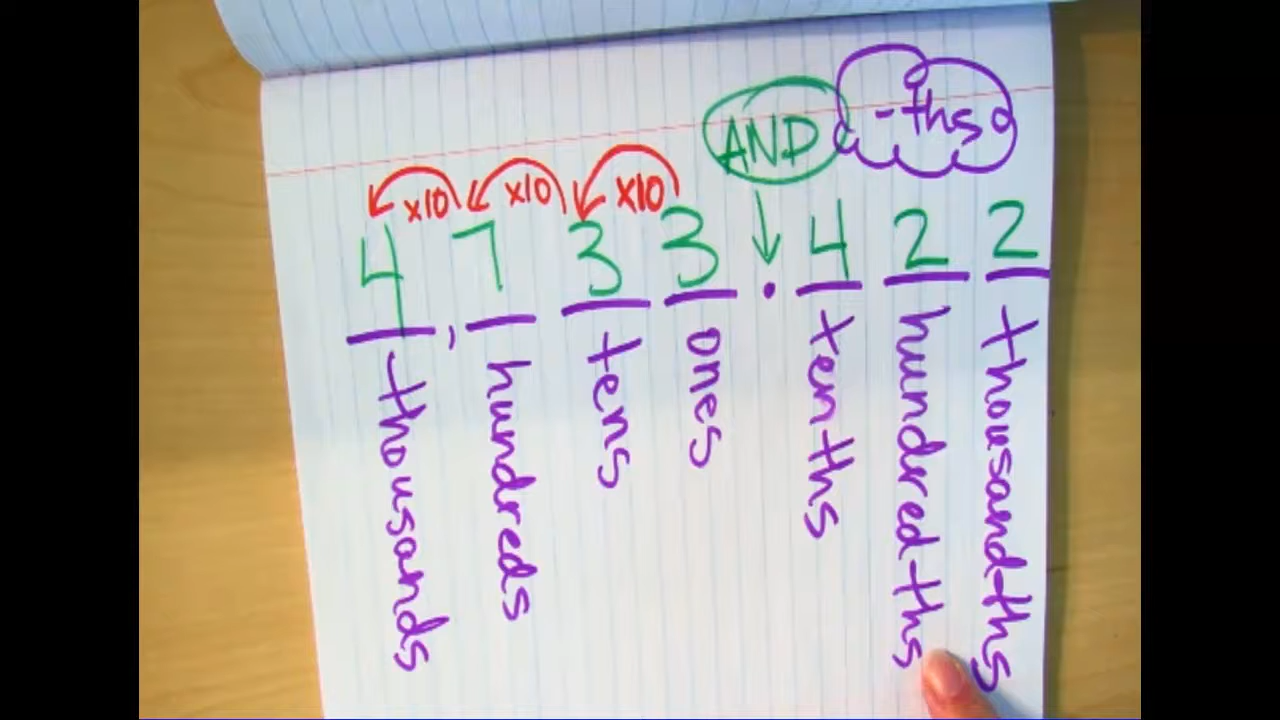 AND -ths
x10 x10 x10
4,733.422
thousands hundreds tens ones tenths hundredths thousandths